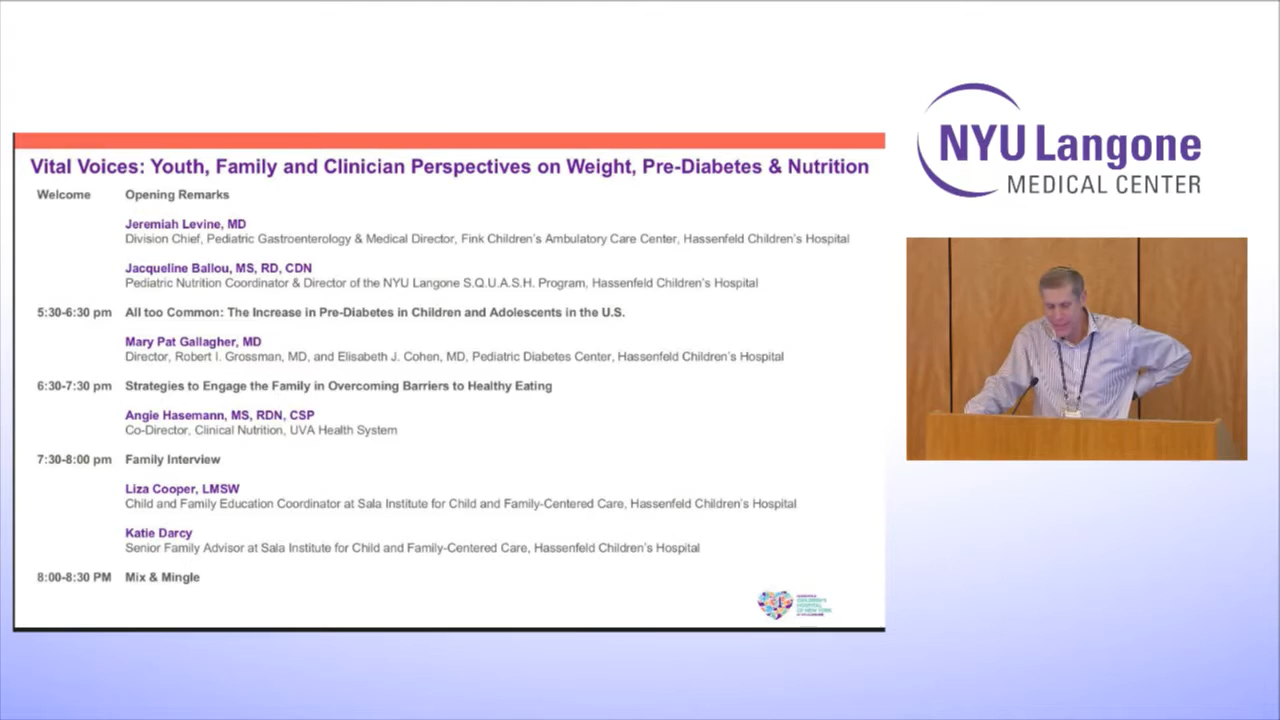 NYU Langone
MEDICAL CENTER
Vital Voices: Youth, Family and Clinician Perspectives on Weight, Pre-Diabetes & Nutrition
Welcome Opening Remarks
Jeremiah Levine, MD
Division Chief, Pediatric Gastroenterology & Medical Director, Fink Children's Ambulatory Care Center, Hassenfeld Children's Hospital
Jacqueline Ballou, MS, RD, CDN
Pediatric Nutrition Coordinator & Director of the NYU Langone S.Q.U.A.S.H. Program, Hassenfeld Children's Hospital
5:30-6:30 pm All too Common: The Increase in Pre-Diabetes in Children and Adolescents in the U.S.
Mary Pat Gallagher, MD
Director, Robert I. Grossman, MD, and Elisabeth J. Cohen, MD, Pediatric Diabetes Center, Hassenfeld Children's Hospital
6:30-7:30 pm Strategies to Engage the Family in Overcoming Barriers to Healthy Eating
Angie Hasemann, MS, RDN, CSP
Co-Director, Clinical Nutrition, UVA Health System
7:30-8:00 pm Family Interview
Liza Cooper, LMSW
Child and Family Education Coordinator at Sala Institute for Child and Family-Centered Care, Hassenfeld Children's Hospital
Katie Darcy
Senior Family Advisor at Sala Institute for Child and Family-Centered Care, Hassenfeld Children's Hospital
8:00-8:30 PM Mix & Mingle
CHILDREN'S
HOSPITAL
OF NEW YORK